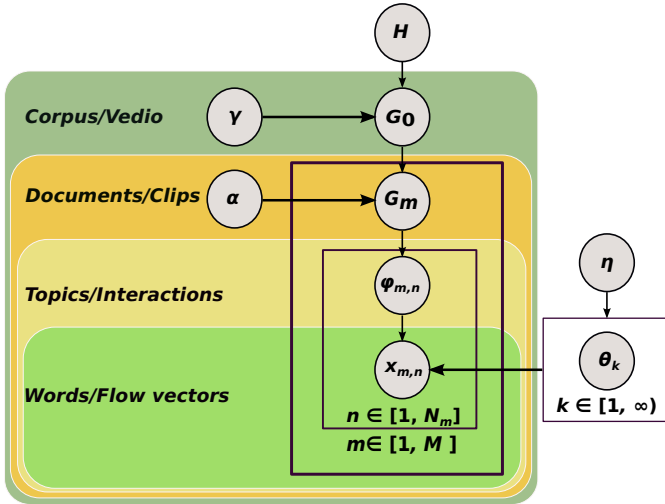 H
Corpus/Vedio
γ
G0
Documents/Clips
α
Gm
Topics/Interactions
φm,n
η
Words/Flow vectors
xm,n
θk
k ∈ [1, ∞)
n ∈ [1, Nm]
m∈ [1, M ]